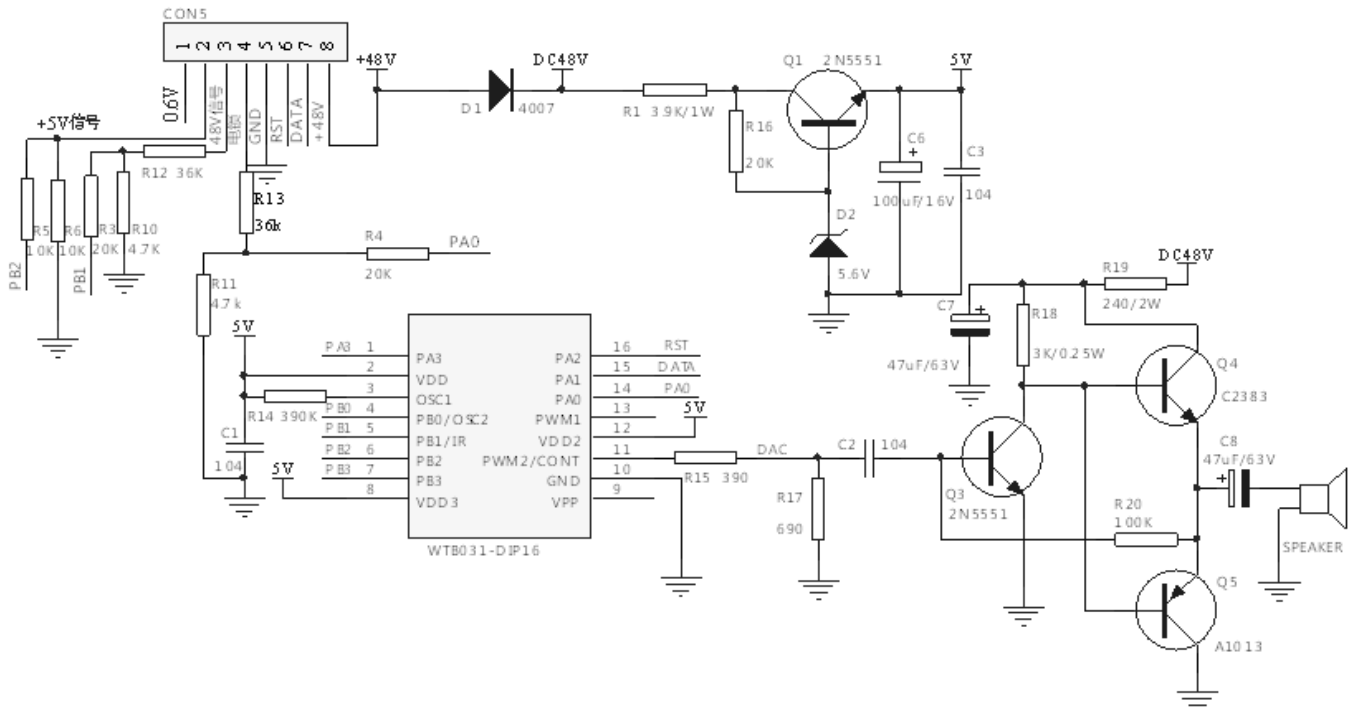 CON5
1 2 3 4 5 6 7 8
0.6V
48V信号
电锁
GND
RST
DATA
+48V
+5V信号
+48V
D1 4007
DC48V
R1 3.9K/1W
Q1 2N5551
5V
R16
20K
C6
+
100uF/16V
C3
104
D2
5.6V
R12 36K
R13
36k
R5
10K
R6
10K
R3
20K
R10
4.7K
PB2
PB1
R4
20K
PA0
R11
4.7k
5V
R14 390K
C1
104
5V
PA3 1 PA3
2 VDD
3 OSC1
PB0 4 PB0/OSC2
PB1 5 PB1/IR
PB2 6 PB2
PB3 7 PB3
8 VDD3
PA2 16 RST
PA1 15 DATA
PA0 14 PA0
PWM1 13
5V
VDD2 12
PWM2/CONT 11
GND 10
VPP 9
WTB031-DIP16
R15 390
DAC
R17
690
C2 104
Q3
2N5551
C7
+
47uF/63V
R18
3K/0.25W
R19
240/2W
DC48V
Q4
C2383
C8
47uF/63V
+
R20
100K
SPEAKER
Q5
A1013